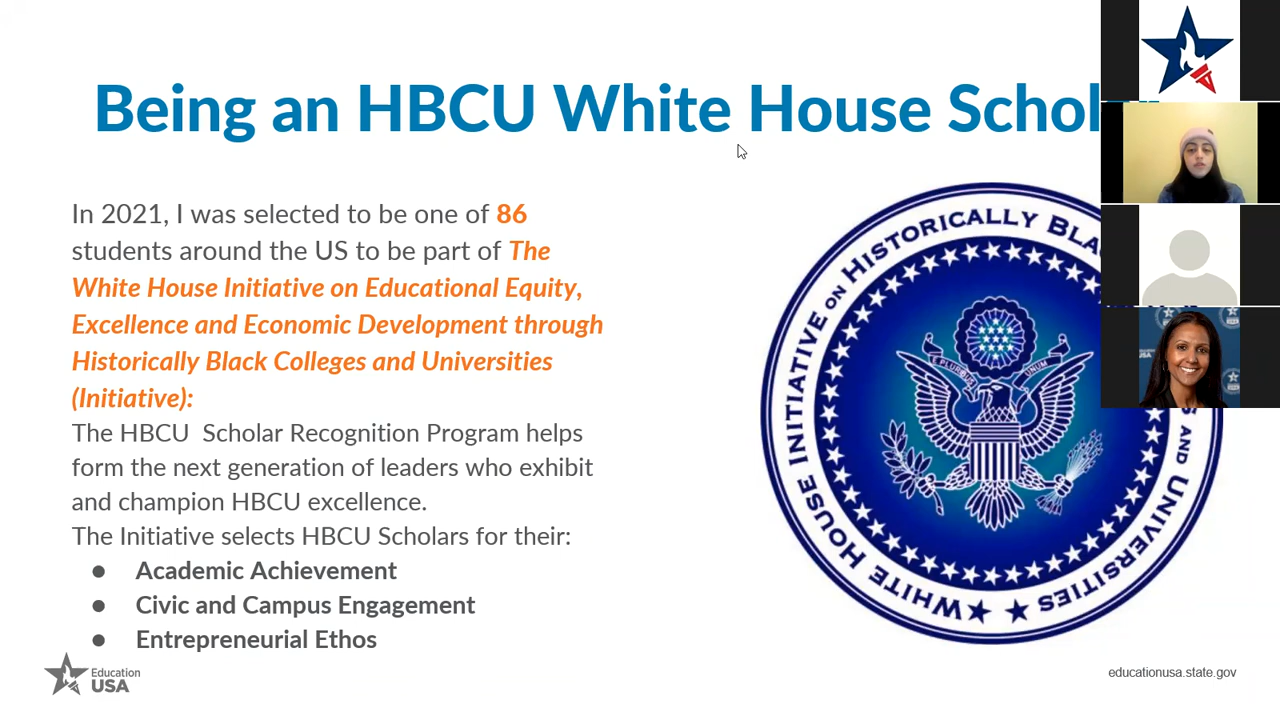 Being an HBCU White House Schol
In 2021, I was selected to be one of 86
students around the US to be part of The
White House Initiative on Educational Equity,
Excellence and Economic Development through
Historically Black Colleges and Universities
(Initiative):
The HBCU  Scholar Recognition Program helps
form the next generation of leaders who exhibit
and champion HBCU excellence.
The Initiative selects HBCU Scholars for their:
● Academic Achievement
● Civic and Campus Engagement
● Entrepreneurial Ethos
WHITE HOUSE INITIATIVE ON HISTORICALLY BLA
AND UNIVERSITIES
PLURIBUS UNUM
Education
USA
educationusa.state.gov